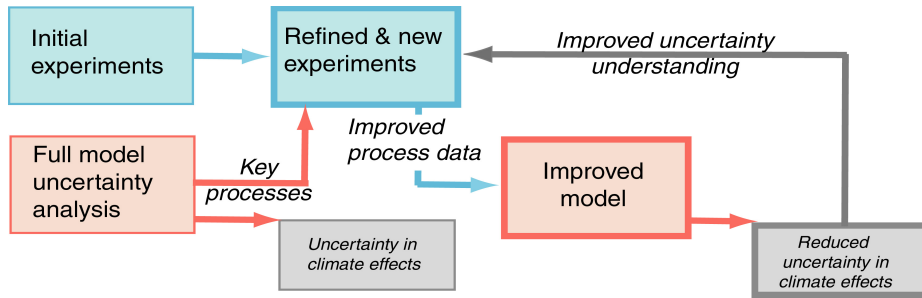 Initial
experiments
Refined & new
experiments
Improved uncertainty
understanding
Full model
uncertainty
analysis
Key
processes
Improved
process data
Improved
model
Uncertainty in
climate effects
Reduced
uncertainty in
climate effects